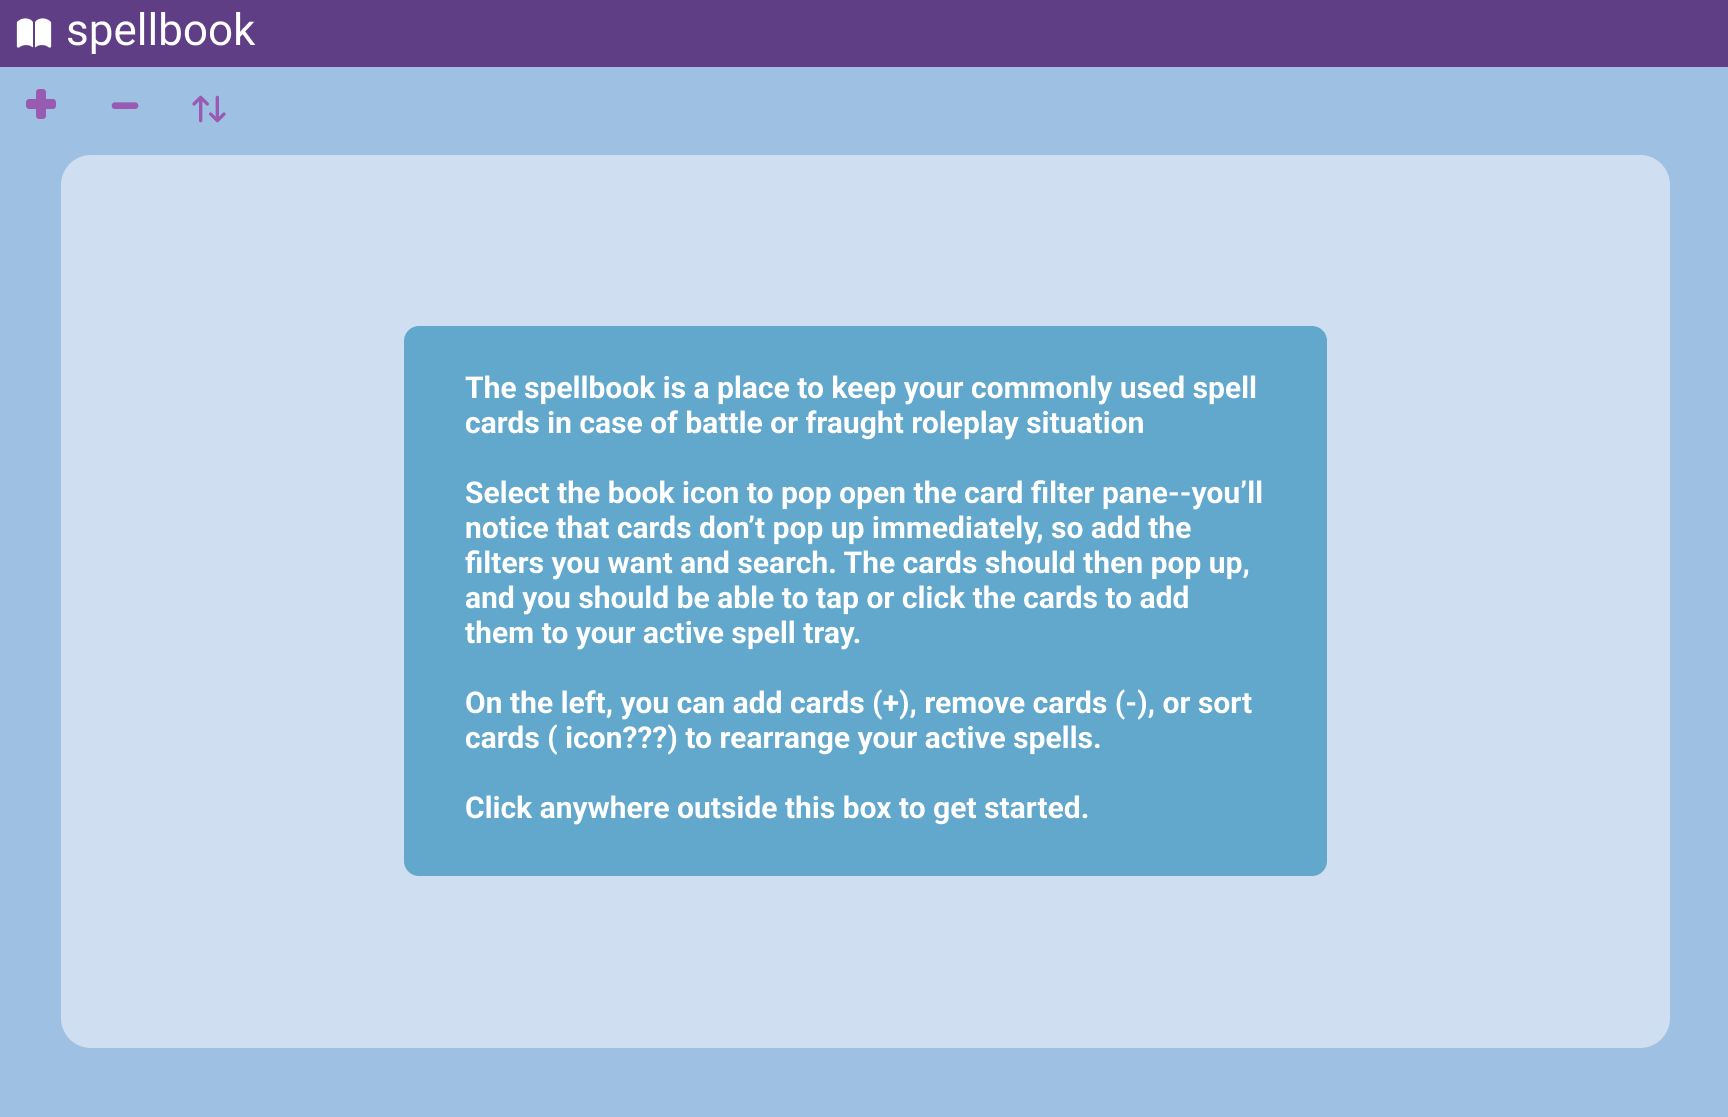 spellbook
The spellbook is a place to keep your commonly used spell
cards in case of battle or fraught roleplay situation
Select the book icon to pop open the card filter pane--you’ll
notice that cards don’t pop up immediately, so add the
filters you want and search. The cards should then pop up,
and you should be able to tap or click the cards to add
them to your active spell tray.
On the left, you can add cards (+), remove cards (-), or sort
cards ( icon???) to rearrange your active spells.
Click anywhere outside this box to get started.